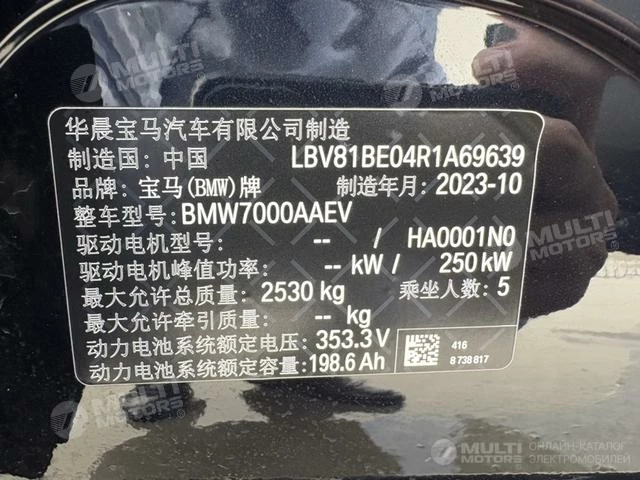 华晨宝马汽车有限公司制造
制造国: 中国 LBV81BE04R1A69639
品牌: 宝马(BMW)牌 制造年月: 2023-10
整车型号: BMW7000AAEV
驱动电机型号: -- / HA0001N0
驱动电机峰值功率: -- kW / 250 kW
最大允许总质量: 2530 kg 乘坐人数: 5
最大允许牵引质量: -- kg
动力电池系统额定电压: 353.3 V 416
动力电池系统额定容量: 198.6 Ah 8 738 817
MULTI MOTORS
MULTI MOTORS
MULTI MOTORS
MULTI MOTORS
MULTI MOTORS
MULTI MOTORS
MULTI MOTORS ОНЛАЙН-КАТАЛОГ ЭЛЕКТРОМОБИЛЕЙ